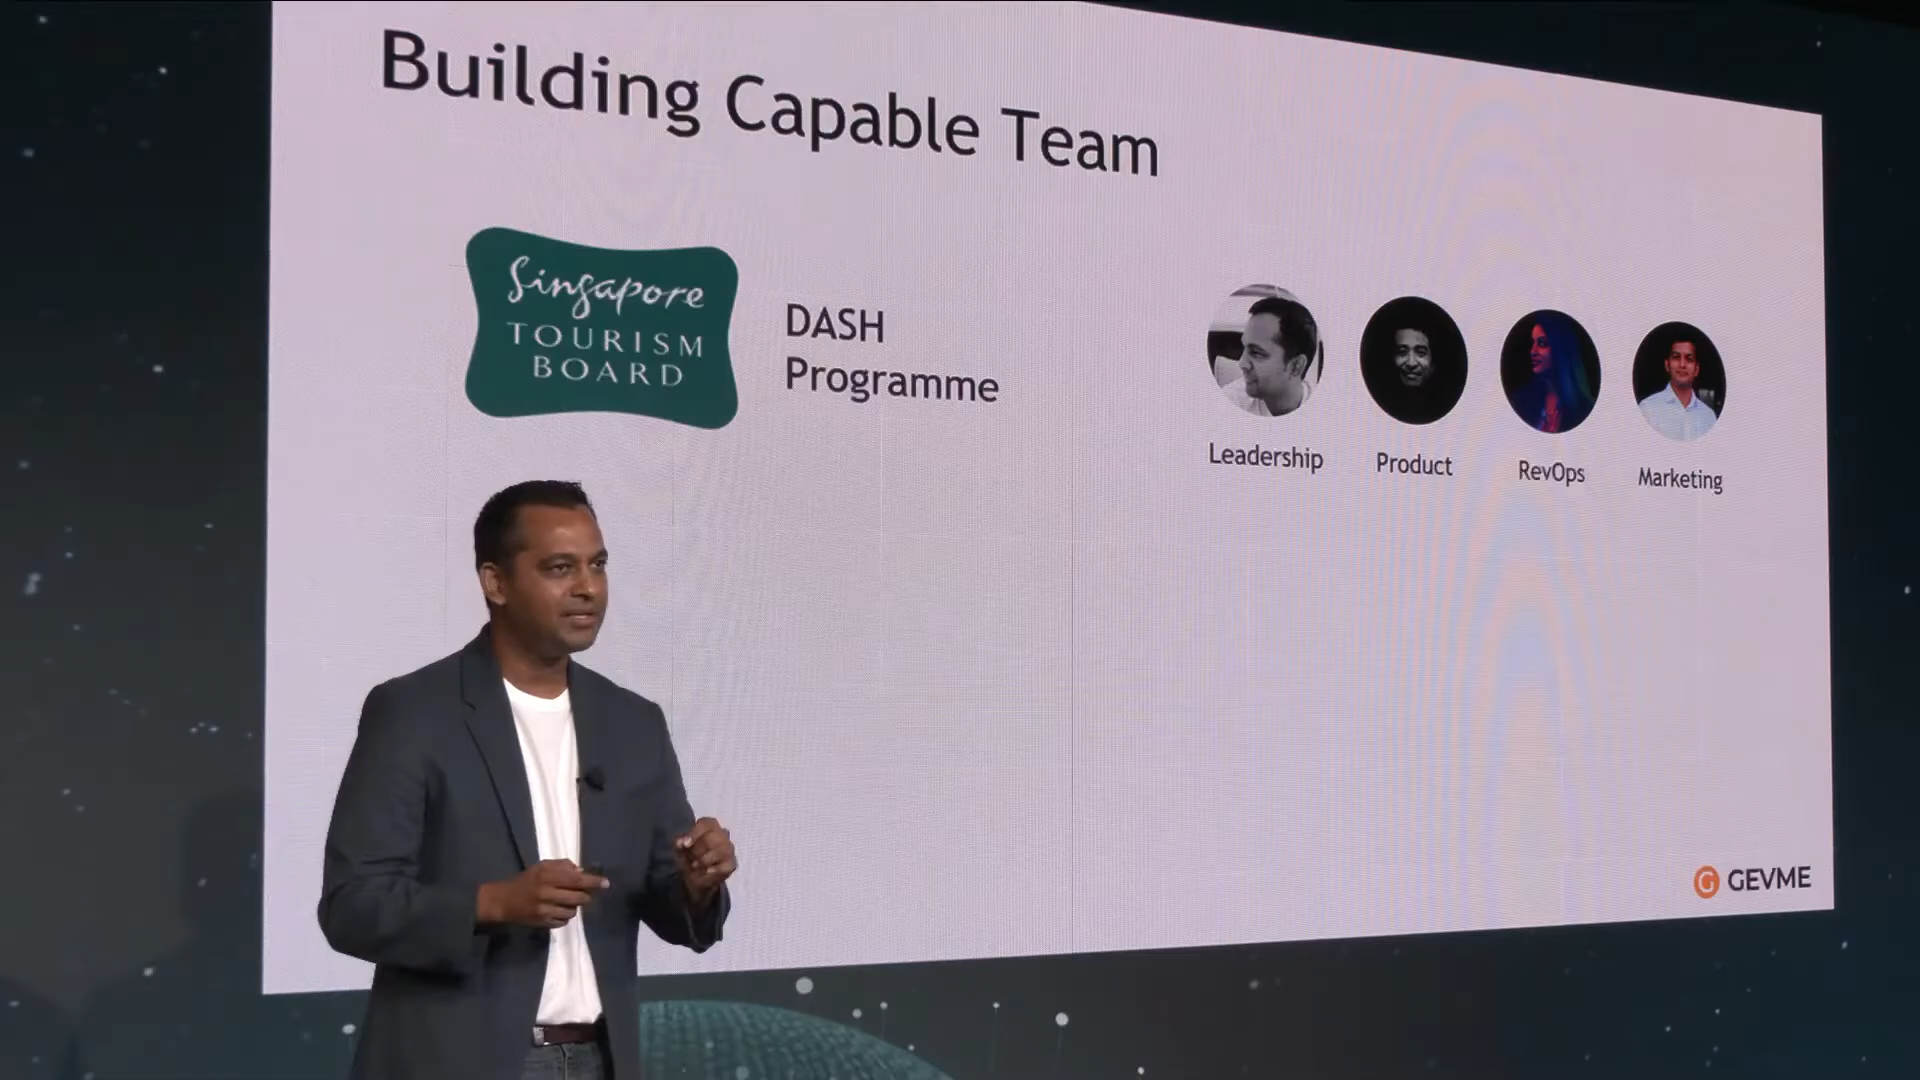 Building Capable Team
Singapore
TOURISM
BOARD
DASH
Programme
Leadership
Product
RevOps
Marketing
G GEVME